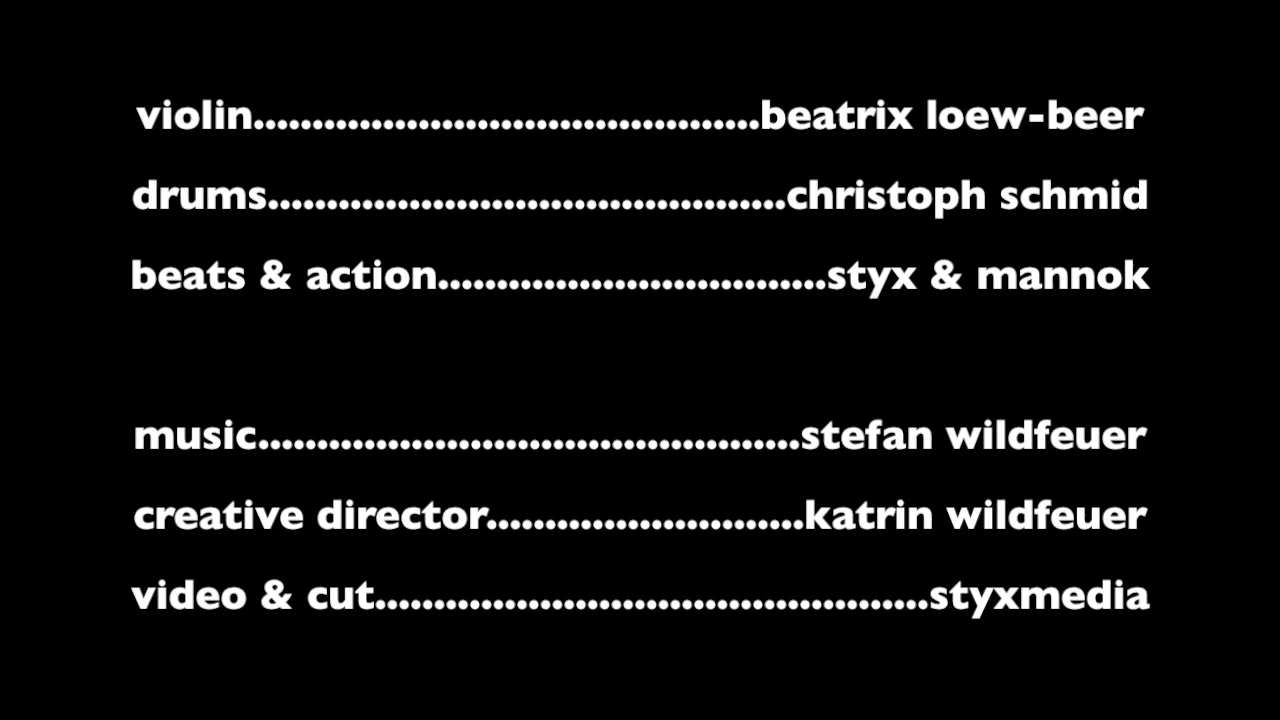 violin...........................................beatrix loew-beer
drums............................................christoph schmid
beats & action.................................styx & mannok
music..............................................stefan wildfeuer
creative director...........................katrin wildfeuer
video & cut...............................................styxmedia